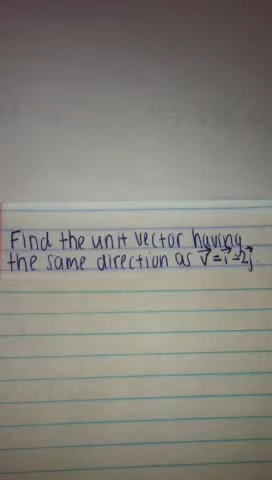 Find the unit vector having
the same direction as v⃗ = i⃗ - 2j⃗.